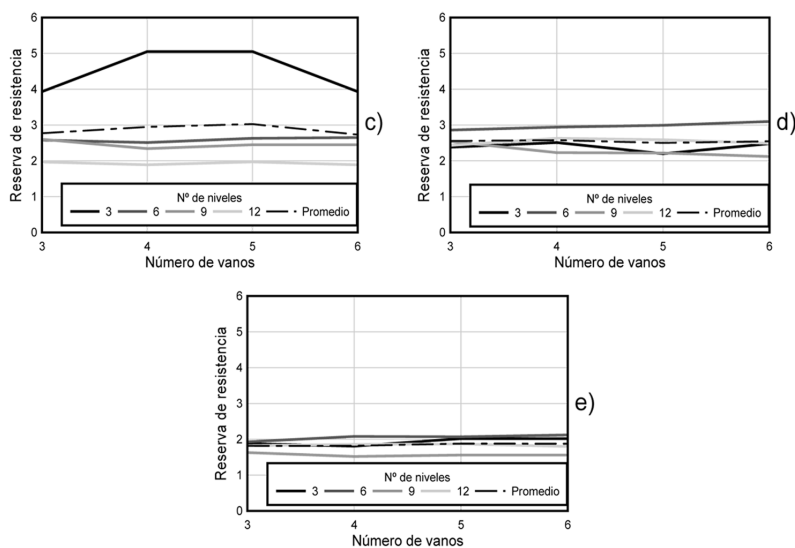 Reserva de resistencia
6
5
4
3
2
1
0
Nº de niveles
3 6 9 12 Promedio
3 4 5 6
Número de vanos
c)
Reserva de resistencia
6
5
4
3
2
1
0
Nº de niveles
3 6 9 12 Promedio
3 4 5 6
Número de vanos
d)
Reserva de resistencia
6
5
4
3
2
1
0
Nº de niveles
3 6 9 12 Promedio
3 4 5 6
Número de vanos
e)